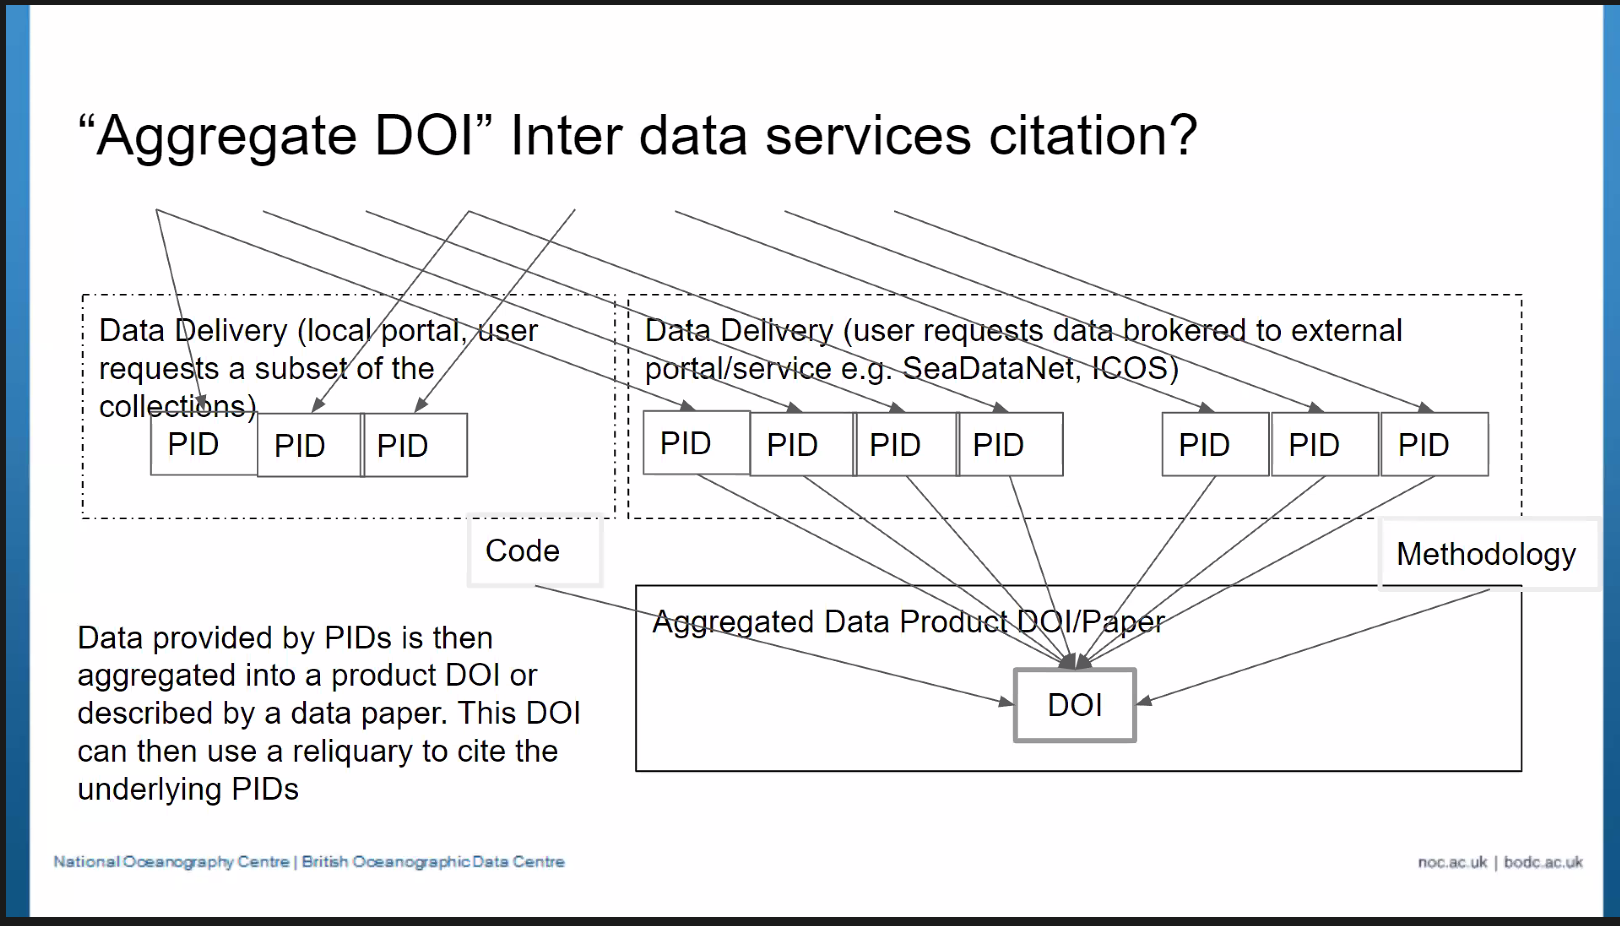 “Aggregate DOI” Inter data services citation?
Data Delivery (local portal, user
requests a subset of the
collections)
PID
PID
PID
Data Delivery (user requests data brokered to external
portal/service e.g. SeaDataNet, ICOS)
PID
PID
PID
PID
PID
PID
PID
Code
Methodology
Aggregated Data Product DOI/Paper
DOI
Data provided by PIDs is then
aggregated into a product DOI or
described by a data paper. This DOI
can then use a reliquary to cite the
underlying PIDs
National Oceanography Centre | British Oceanographic Data Centre
noc.ac.uk | bodc.ac.uk